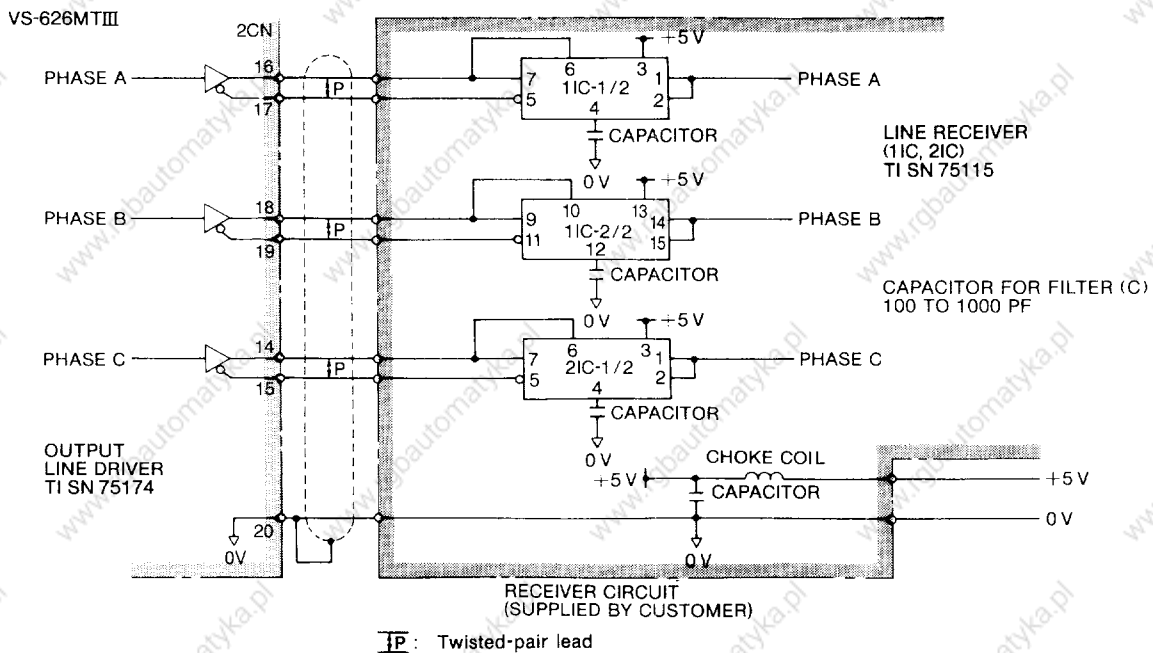 VS-626MTIII
2CN
PHASE A
16
17
P
7
5
6
3
4
1
2
1IC-1/2
+5 V
CAPACITOR
0 V
PHASE A
LINE RECEIVER
(1IC, 2IC)
TI SN 75115
PHASE B
18
19
P
9
11
10
13
12
14
15
1IC-2/2
+5 V
CAPACITOR
0 V
PHASE B
CAPACITOR FOR FILTER (C)
100 TO 1000 PF
PHASE C
14
15
P
7
5
6
3
4
1
2
2IC-1/2
+5 V
CAPACITOR
0 V
PHASE C
OUTPUT
LINE DRIVER
TI SN 75174
20
0V
+5 V
CHOKE COIL
CAPACITOR
0 V
+5 V
0 V
RECEIVER CIRCUIT
(SUPPLIED BY CUSTOMER)
P : Twisted-pair lead
www.rgbautomatyka.pl